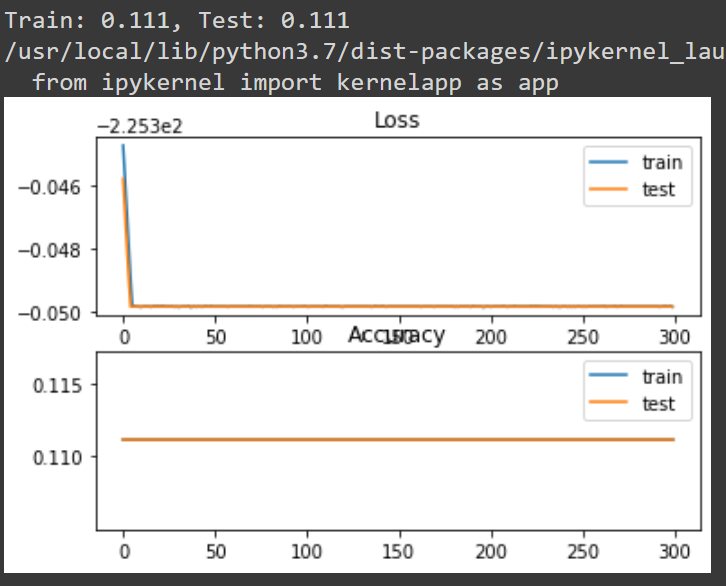 Train: 0.111, Test: 0.111
/usr/local/lib/python3.7/dist-packages/ipykernel_lau
from ipykernel import kernelapp as app
Loss
−2.253e2
train
test
−0.046
−0.048
−0.050
0 50 100 150 200 250 300
Accuracy
train
test
0.115
0.110
0 50 100 150 200 250 300